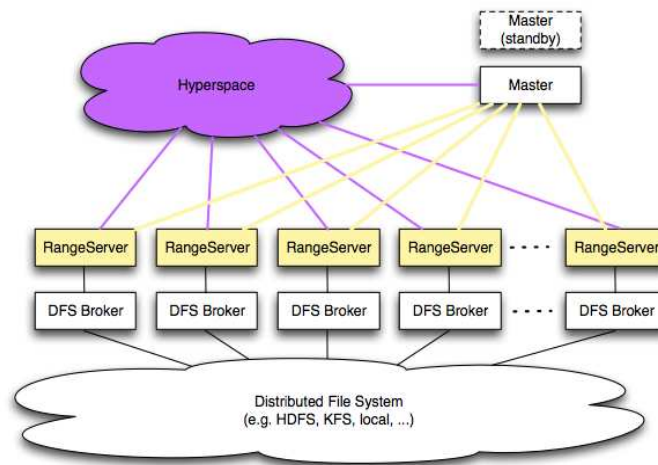 Master
(standby)
Hyperspace
Master
RangeServer
RangeServer
RangeServer
RangeServer
RangeServer
DFS Broker
DFS Broker
DFS Broker
DFS Broker
DFS Broker
Distributed File System
(e.g. HDFS, KFS, local, ...)